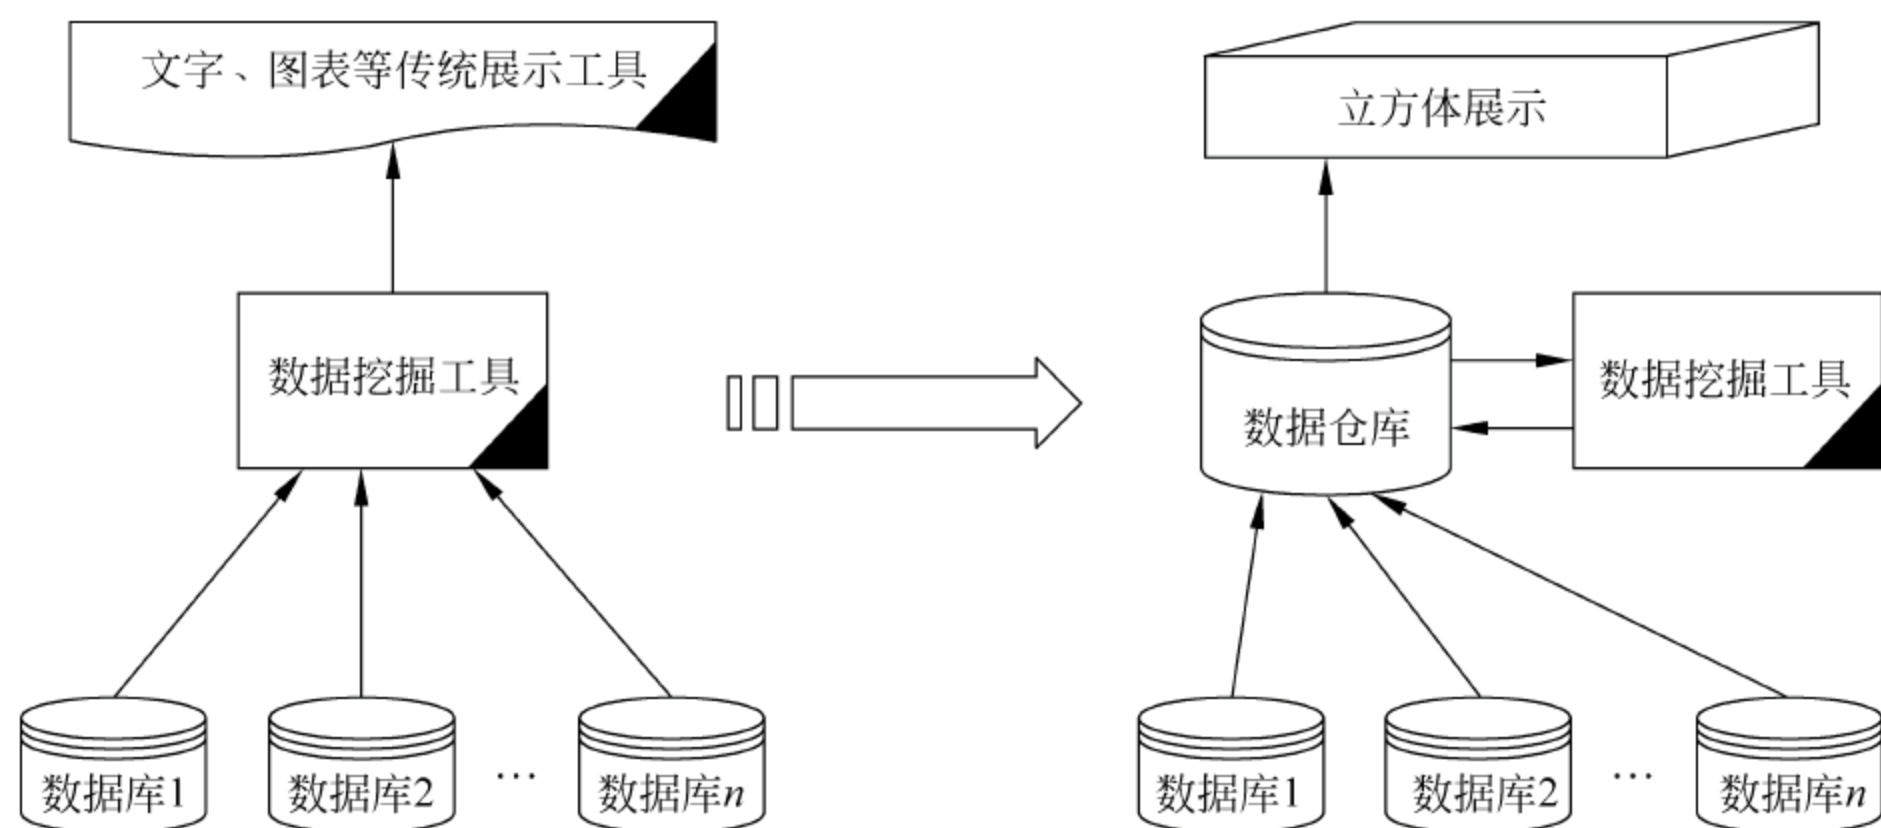 文字、图表等传统展示工具
立方体展示
数据挖掘工具
数据仓库
数据挖掘工具
数据库1
数据库2
…
数据库n
数据库1
数据库2
…
数据库n